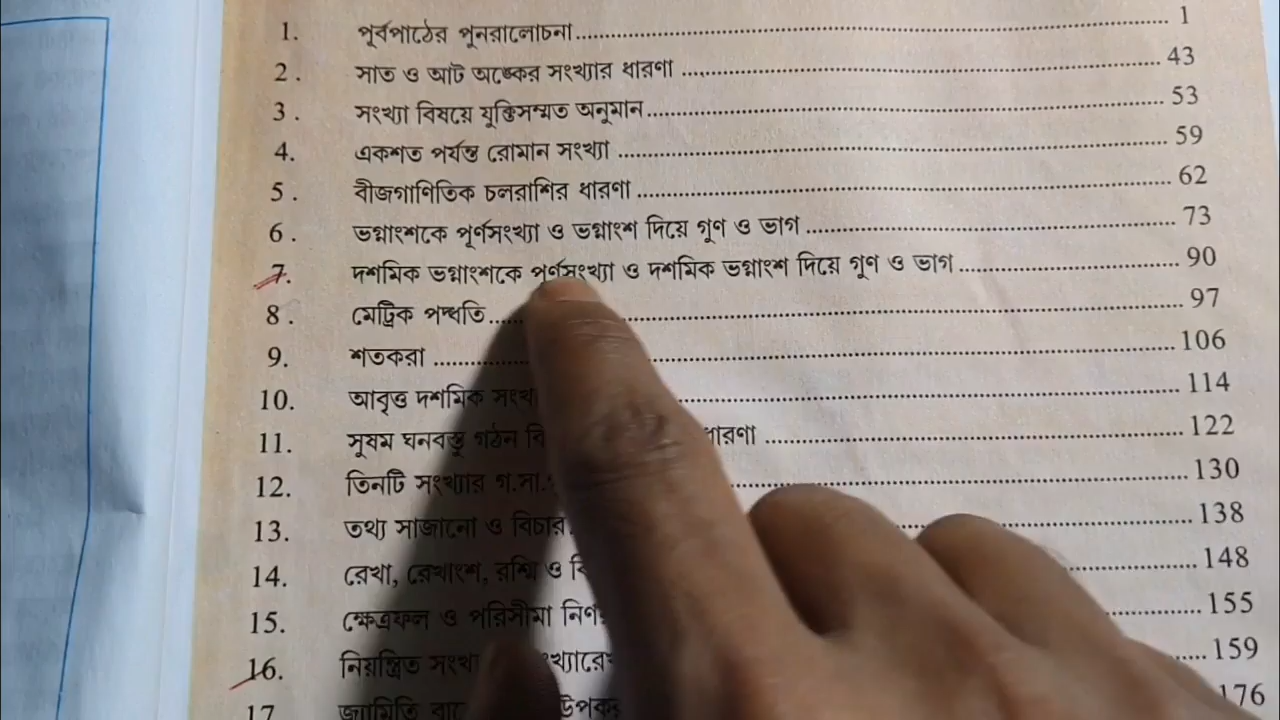 1. পূর্বপাঠের পুনরালোচনা ........ 1
2. সাত ও আট অঙ্কের সংখ্যার ধারণা ........ 43
3. সংখ্যা বিষয়ে যুক্তিসম্মত অনুমান ........ 53
4. একশত পর্যন্ত রোমান সংখ্যা ........ 59
5. বীজগাণিতিক চলরাশির ধারণা ........ 62
6. ভগ্নাংশকে পূর্ণসংখ্যা ও ভগ্নাংশ দিয়ে গুণ ও ভাগ ........ 73
7. দশমিক ভগ্নাংশকে পূর্ণসংখ্যা ও দশমিক ভগ্নাংশ দিয়ে গুণ ও ভাগ ........ 90
8. মেট্রিক পদ্ধতি ........ 97
9. শতকরা ........ 106
10. আবৃত্ত দশমিক ........ 114
11. সুষম ঘনবস্তু গঠন ধারণা ........ 122
12. তিনটি সংখ্যার গ.সা. ........ 130
13. তথ্য সাজানো ও বিচার ........ 138
14. রেখা, রেখাংশ, রশ্মি ও ........ 148
15. ক্ষেত্রফল ও পরিসীমা ........ 155
16. নিয়ন্ত্রিত সংখ্যা ........ 159
17. জ্যামিতি 176